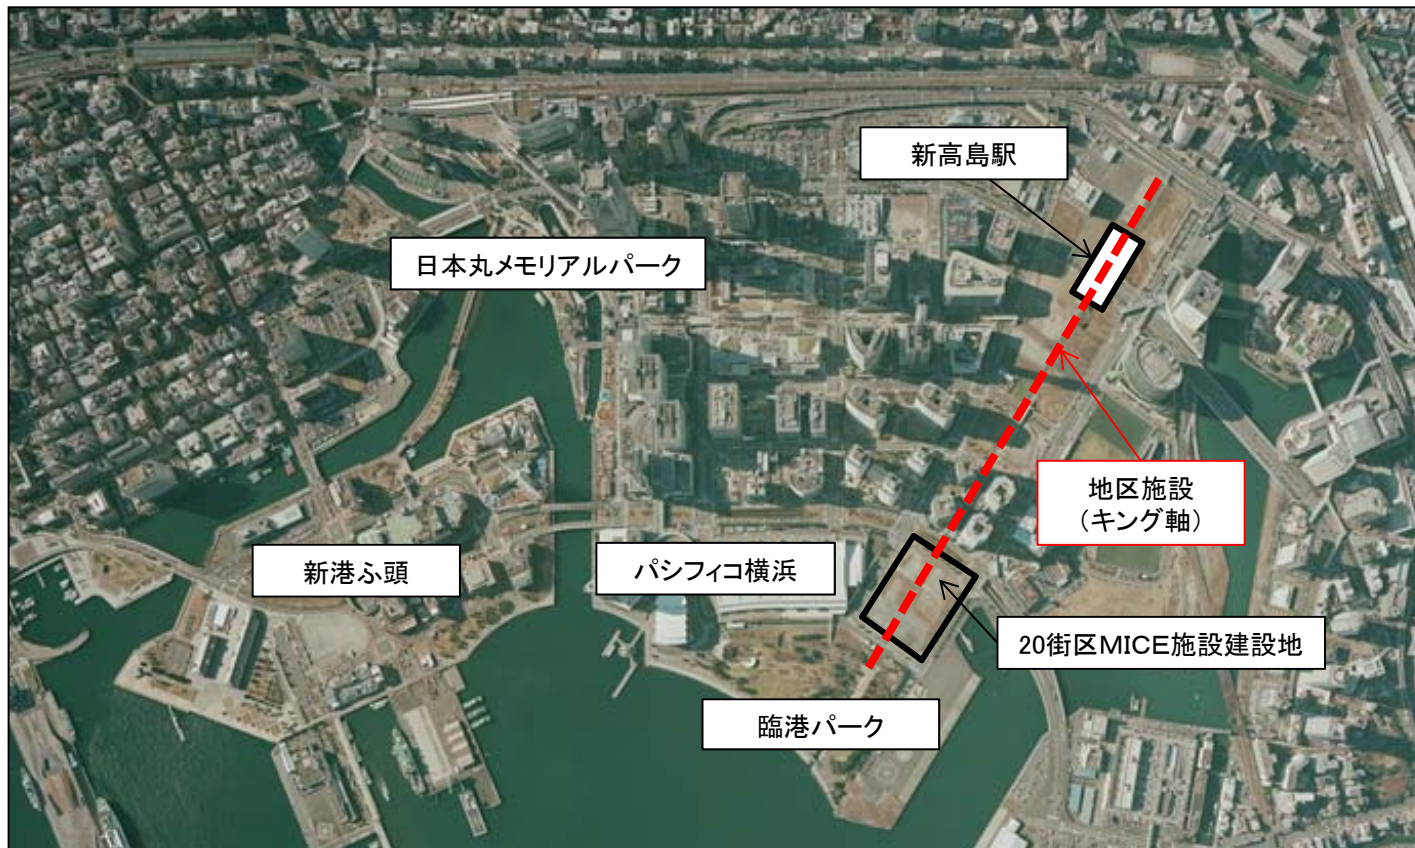 新高島駅
日本丸メモリアルパーク
地区施設
（キング軸）
新港ふ頭
パシフィコ横浜
20街区MICE施設建設地
臨港パーク